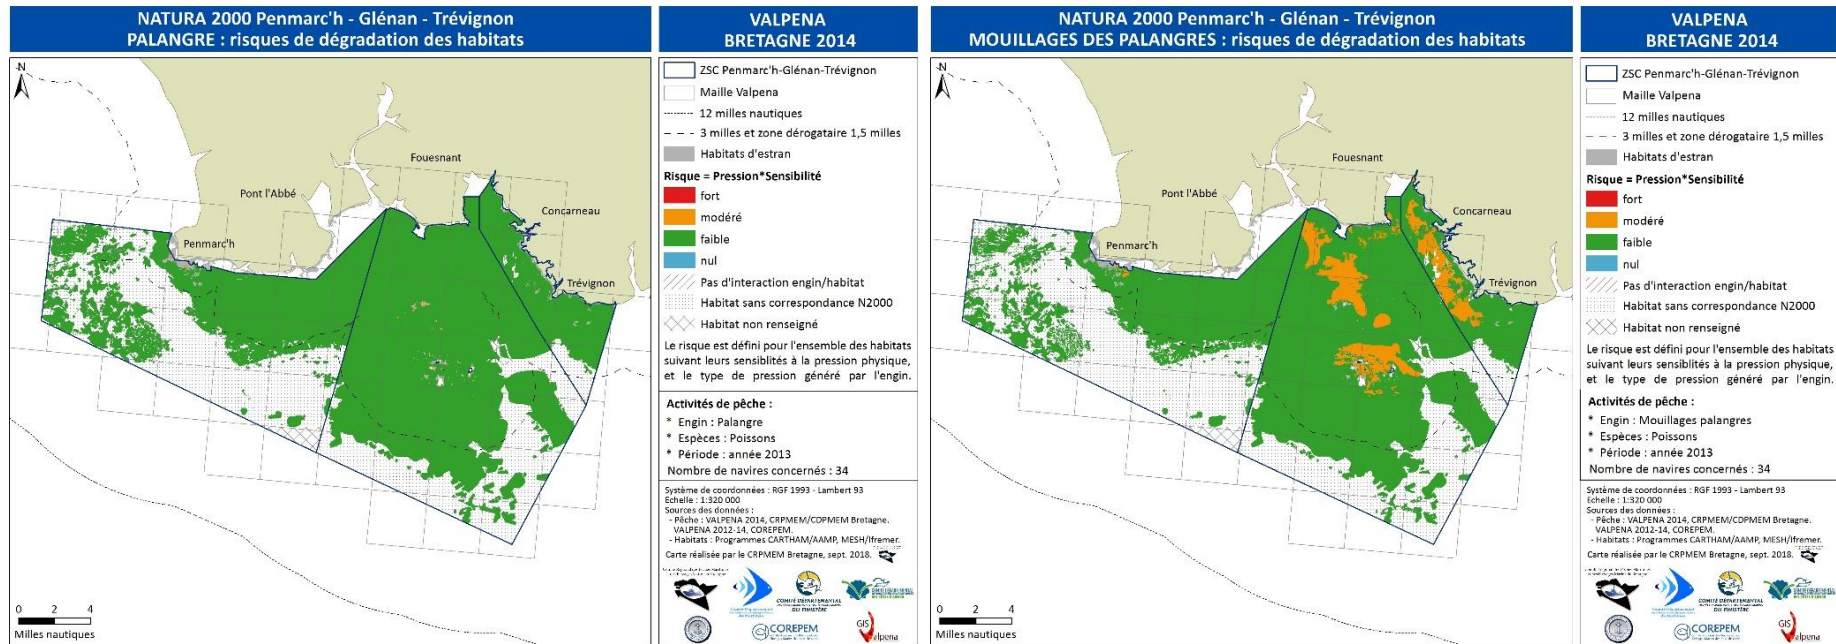 NATURA 2000 Penmarc'h - Glénan - Trévignon
PALANGRE : risques de dégradation des habitats
VALPENA
BRETAGNE 2014
N
Fouesnant
Pont l'Abbé
Concarneau
Penmarc'h
Trévignon
0 2 4
Milles nautiques
ZSC Penmarc'h-Glénan-Trévignon
Maille Valpena
12 milles nautiques
3 milles et zone dérogataire 1,5 milles
Habitats d'estran
Risque = Pression*Sensibilité
fort
modéré
faible
nul
Pas d'interaction engin/habitat
Habitat sans correspondance N2000
Habitat non renseigné
Le risque est défini pour l'ensemble des habitats
suivant leurs sensiblités à la pression physique,
et le type de pression généré par l'engin.
Activités de pêche :
* Engin : Palangre
* Espèces : Poissons
* Période : année 2013
Nombre de navires concernés : 34
Système de coordonnées : RGF 1993 - Lambert 93
Echelle : 1:320 000
Sources des données :
- Pêche : VALPENA 2014, CRPMEM/CDPMEM Bretagne.
VALPENA 2012-14, COREPEM.
- Habitats : Programmes CARTHAM/AAMP, MESH/Ifremer.
Carte réalisée par le CRPMEM Bretagne, sept. 2018.
COMITÉ DÉPARTEMENTAL
DU FINISTÈRE
COREPEM
GIS
Valpena
NATURA 2000 Penmarc'h - Glénan - Trévignon
MOUILLAGES DES PALANGRES : risques de dégradation des habitats
VALPENA
BRETAGNE 2014
N
Fouesnant
Pont l'Abbé
Concarneau
Penmarc'h
Trévignon
0 2 4
Milles nautiques
ZSC Penmarc'h-Glénan-Trévignon
Maille Valpena
12 milles nautiques
3 milles et zone dérogataire 1,5 milles
Habitats d'estran
Risque = Pression*Sensibilité
fort
modéré
faible
nul
Pas d'interaction engin/habitat
Habitat sans correspondance N2000
Habitat non renseigné
Le risque est défini pour l'ensemble des habitats
suivant leurs sensiblités à la pression physique,
et le type de pression généré par l'engin.
Activités de pêche :
* Engin : Mouillages palangres
* Espèces : Poissons
* Période : année 2013
Nombre de navires concernés : 34
Système de coordonnées : RGF 1993 - Lambert 93
Echelle : 1:320 000
Sources des données :
- Pêche : VALPENA 2014, CRPMEM/CDPMEM Bretagne.
VALPENA 2012-14, COREPEM.
- Habitats : Programmes CARTHAM/AAMP, MESH/Ifremer.
Carte réalisée par le CRPMEM Bretagne, sept. 2018.
COMITÉ DÉPARTEMENTAL
DU FINISTÈRE
COREPEM
GIS
Valpena